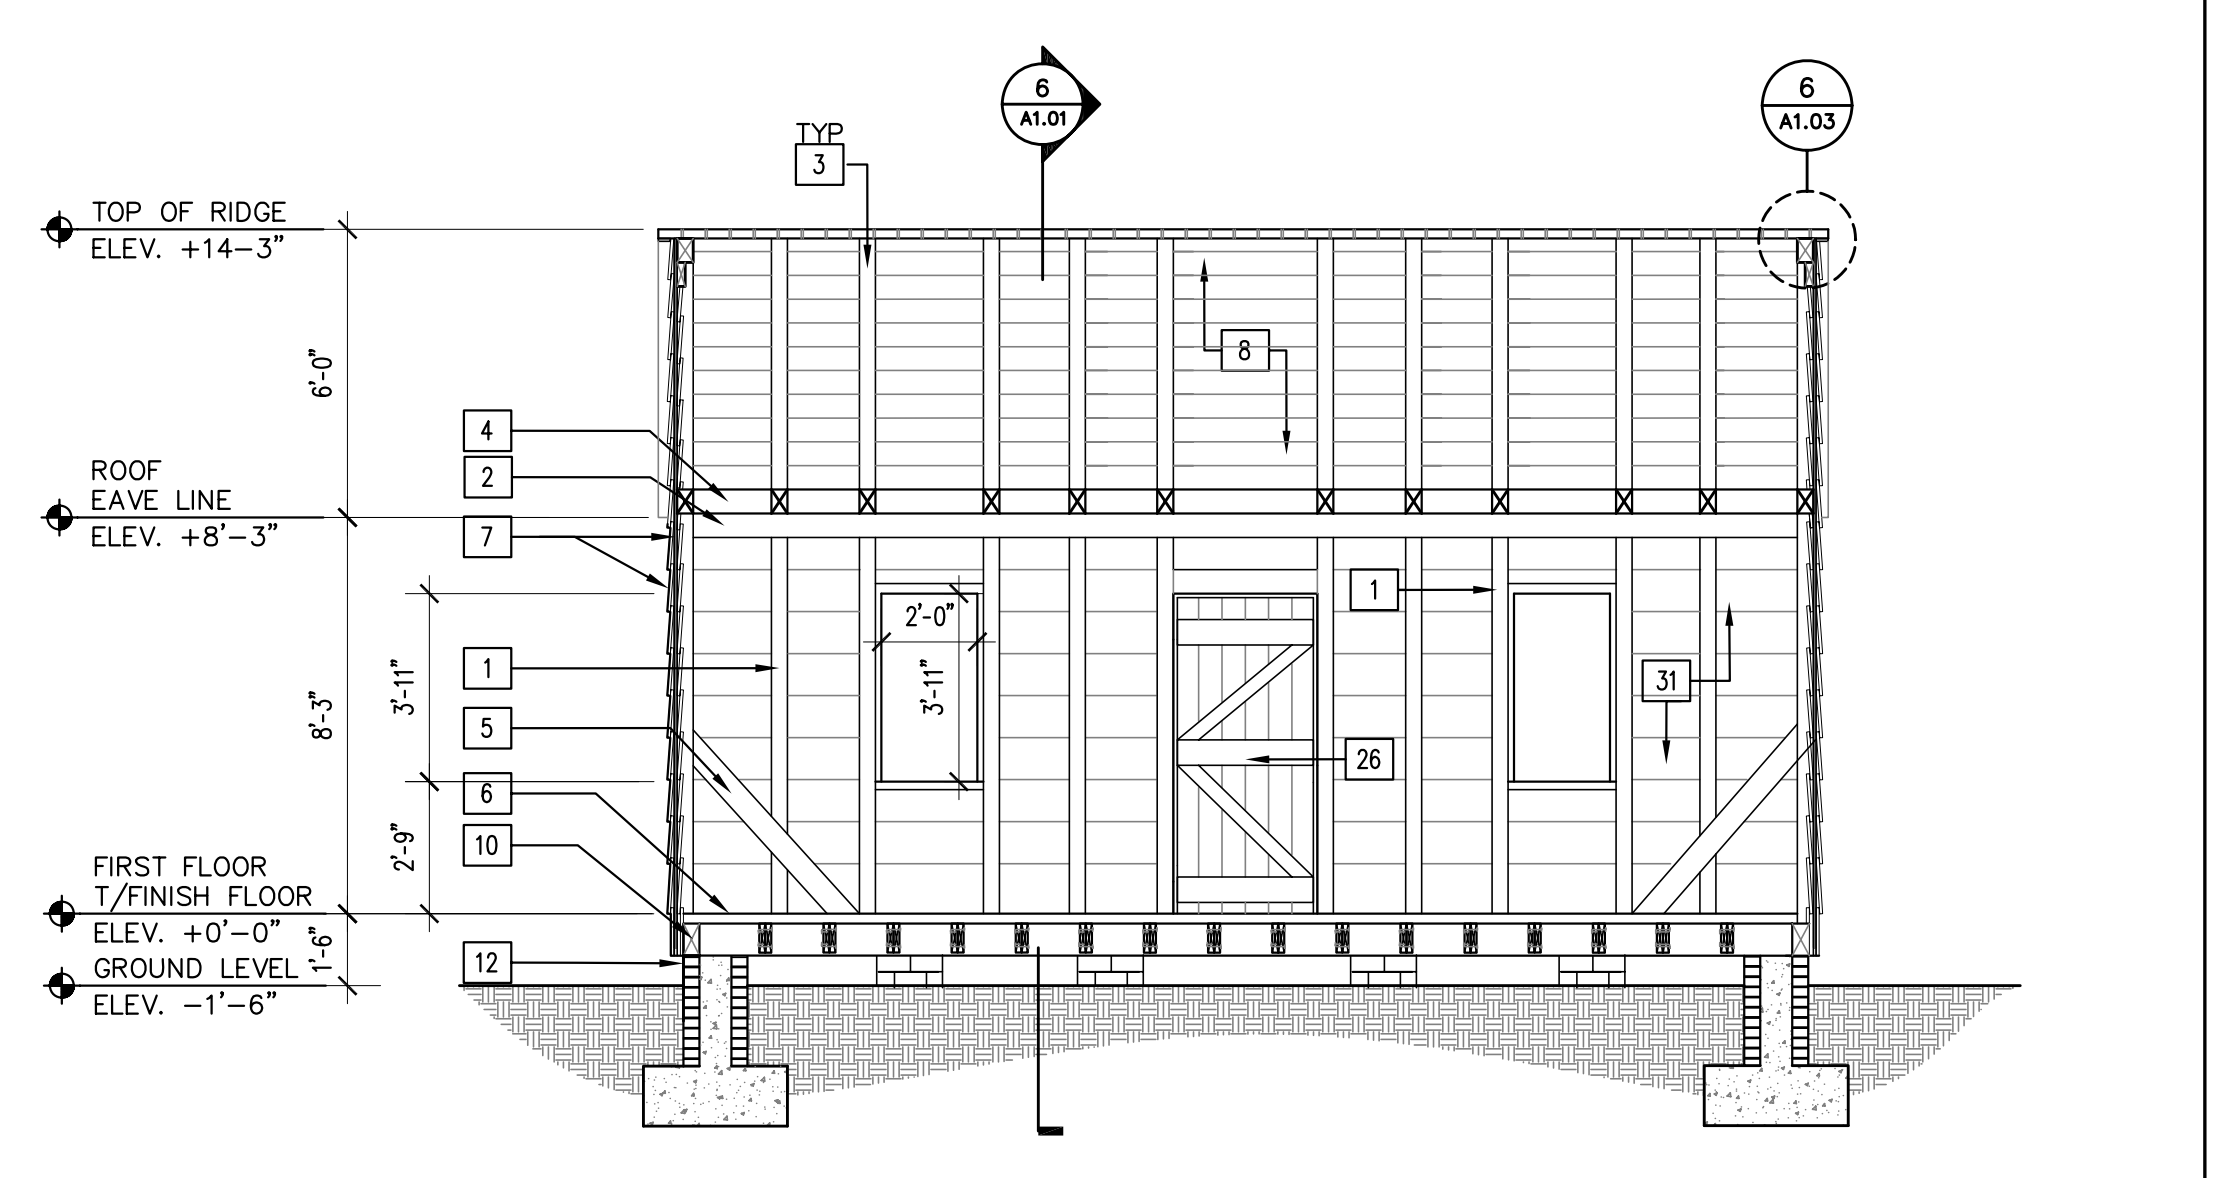 6
A1.01
6
A1.03
TYP
3
TOP OF RIDGE
ELEV. +14-3"
6'-0"
8
4
2
ROOF
EAVE LINE
ELEV. +8'-3"
7
1
2'-0"
3'-11"
3'-11"
8'-3"
1
31
5
26
6
2'-9"
10
FIRST FLOOR
T/FINISH FLOOR
ELEV. +0'-0"
1'-6"
12
GROUND LEVEL
ELEV. -1'-6"